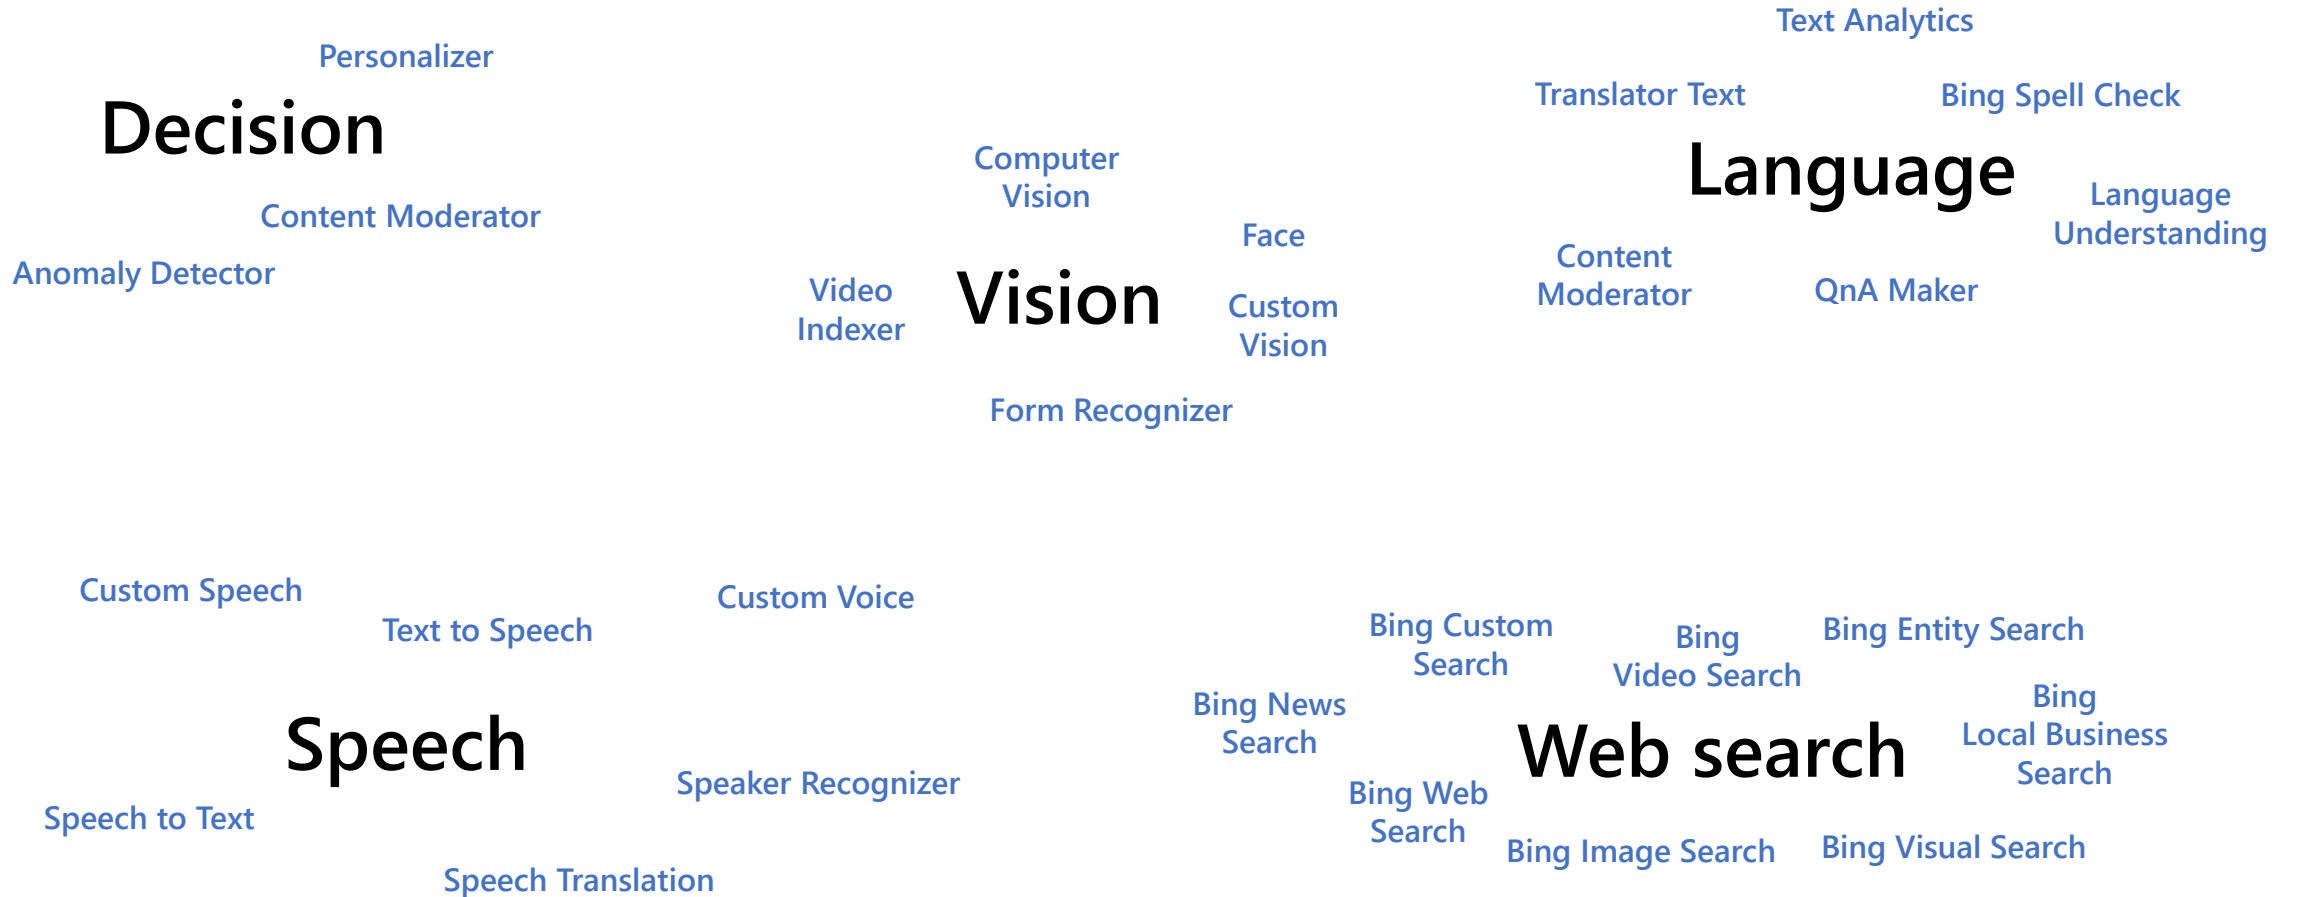 Personalizer
Decision
Content Moderator
Anomaly Detector
Computer
Vision
Face
Video
Indexer
Vision
Custom
Vision
Form Recognizer
Text Analytics
Translator Text
Bing Spell Check
Language
Language
Understanding
Content
Moderator
QnA Maker
Custom Speech
Text to Speech
Custom Voice
Speech
Speaker Recognizer
Speech to Text
Speech Translation
Bing Custom
Search
Bing
Video Search
Bing Entity Search
Bing News
Search
Web search
Bing
Local Business
Search
Bing Web
Search
Bing Image Search
Bing Visual Search